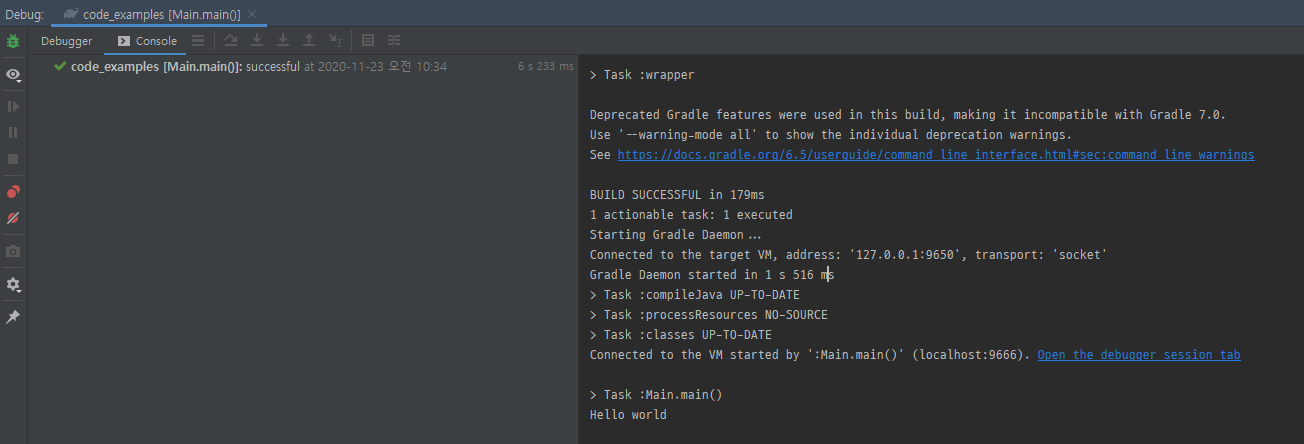 Debug: code_examples [Main.main()] ×
Debugger Console
code_examples [Main.main()]: successful at 2020-11-23 오전 10:34 6 s 233 ms
> Task :wrapper
Deprecated Gradle features were used in this build, making it incompatible with Gradle 7.0.
Use '--warning-mode all' to show the individual deprecation warnings.
See https://docs.gradle.org/6.5/userguide/command_line_interface.html#sec:command_line_warnings
BUILD SUCCESSFUL in 179ms
1 actionable task: 1 executed
Starting Gradle Daemon...
Connected to the target VM, address: '127.0.0.1:9650', transport: 'socket'
Gradle Daemon started in 1 s 516 ms
> Task :compileJava UP-TO-DATE
> Task :processResources NO-SOURCE
> Task :classes UP-TO-DATE
Connected to the VM started by ':Main.main()' (localhost:9666). Open the debugger session tab
> Task :Main.main()
Hello world